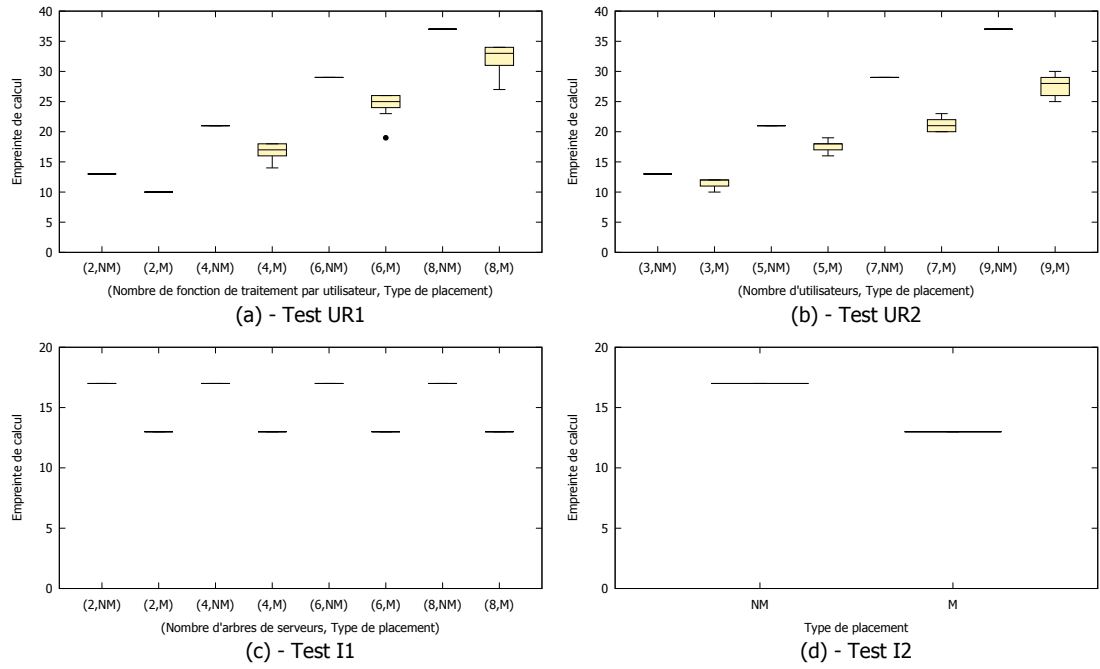 40
35
30
25
20
15
10
5
0
Empreinte de calcul
(2,NM) (2,M) (4,NM) (4,M) (6,NM) (6,M) (8,NM) (8,M)
(Nombre de fonction de traitement par utilisateur, Type de placement)
(a) - Test UR1
40
35
30
25
20
15
10
5
0
Empreinte de calcul
(3,NM) (3,M) (5,NM) (5,M) (7,NM) (7,M) (9,NM) (9,M)
(Nombre d'utilisateurs, Type de placement)
(b) - Test UR2
20
15
10
5
0
Empreinte de calcul
(2,NM) (2,M) (4,NM) (4,M) (6,NM) (6,M) (8,NM) (8,M)
(Nombre d'arbres de serveurs, Type de placement)
(c) - Test I1
20
15
10
5
0
Empreinte de calcul
NM M
Type de placement
(d) - Test I2